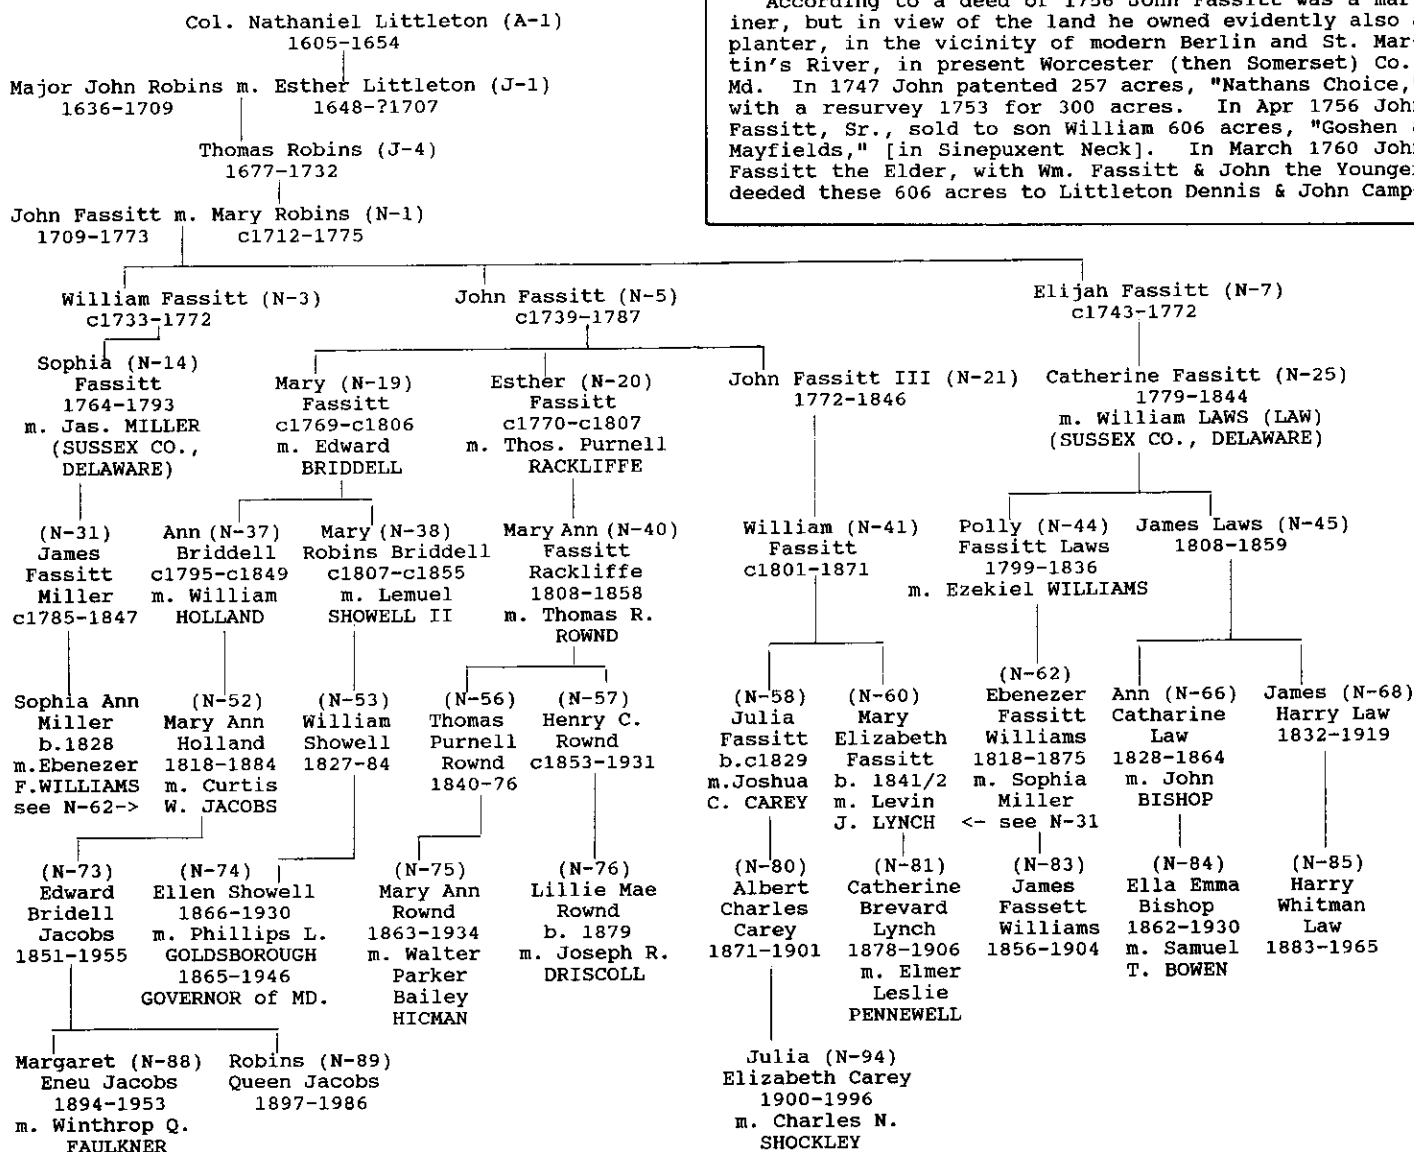 Col. Nathaniel Littleton (A-1)
1605-1654
Major John Robins m. Esther Littleton (J-1)
1636-1709 1648-?1707
Thomas Robins (J-4)
1677-1732
John Fassitt m. Mary Robins (N-1)
1709-1773 c1712-1775
According to a deed of 1756 John Fassitt was a mar-
iner, but in view of the land he owned evidently also
planter, in the vicinity of modern Berlin and St. Mar-
tin's River, in present Worcester (then Somerset) Co.
Md. In 1747 John patented 257 acres, "Nathans Choice,
with a resurvey 1753 for 300 acres. In Apr 1756 John
Fassitt, Sr., sold to son William 606 acres, "Goshen
Mayfields," [in Sinepuxent Neck]. In March 1760 John
Fassitt the Elder, with Wm. Fassitt & John the Younger
deeded these 606 acres to Littleton Dennis & John Camp
William Fassitt (N-3)
c1733-1772
John Fassitt (N-5)
c1739-1787
Elijah Fassitt (N-7)
c1743-1772
Sophia (N-14)
Fassitt
1764-1793
m. Jas. MILLER
(SUSSEX CO.,
DELAWARE)
Mary (N-19)
Fassitt
c1769-c1806
m. Edward
BRIDDELL
Esther (N-20)
Fassitt
c1770-c1807
m. Thos. Purnell
RACKLIFFE
John Fassitt III (N-21)
1772-1846
Catherine Fassitt (N-25)
1779-1844
m. William LAWS (LAW)
(SUSSEX CO., DELAWARE)
(N-31)
James
Fassitt
Miller
c1785-1847
Ann (N-37)
Briddell
c1795-c1849
m. William
HOLLAND
Mary (N-38)
Robins Briddell
c1807-c1855
m. Lemuel
SHOWELL II
Mary Ann (N-40)
Fassitt
Rackliffe
1808-1858
m. Thomas R.
ROWND
William (N-41)
Fassitt
c1801-1871
Polly (N-44)
Fassitt Laws
1799-1836
m. Ezekiel WILLIAMS
James Laws (N-45)
1808-1859
Sophia Ann
Miller
b.1828
m.Ebenezer
F.WILLIAMS
see N-62->
(N-52)
Mary Ann
Holland
1818-1884
m. Curtis
W. JACOBS
(N-53)
William
Showell
1827-84
(N-56)
Thomas
Purnell
Rownd
1840-76
(N-57)
Henry C.
Rownd
c1853-1931
(N-58)
Julia
Fassitt
b.c1829
m.Joshua
C. CAREY
(N-60)
Mary
Elizabeth
Fassitt
b. 1841/2
m. Levin
J. LYNCH
(N-62)
Ebenezer
Fassitt
Williams
1818-1875
m. Sophia
Miller
<- see N-31
Ann (N-66)
Catharine
Law
1828-1864
m. John
BISHOP
James (N-68)
Harry Law
1832-1919
(N-73)
Edward
Bridell
Jacobs
1851-1955
(N-74)
Ellen Showell
1866-1930
m. Phillips L.
GOLDSBOROUGH
1865-1946
GOVERNOR of MD.
(N-75)
Mary Ann
Rownd
1863-1934
m. Walter
Parker
Bailey
HICMAN
(N-76)
Lillie Mae
Rownd
b. 1879
m. Joseph R.
DRISCOLL
(N-80)
Albert
Charles
Carey
1871-1901
(N-81)
Catherine
Brevard
Lynch
1878-1906
m. Elmer
Leslie
PENNEWELL
(N-83)
James
Fassett
Williams
1856-1904
(N-84)
Ella Emma
Bishop
1862-1930
m. Samuel
T. BOWEN
(N-85)
Harry
Whitman
Law
1883-1965
Margaret (N-88)
Eneu Jacobs
1894-1953
m. Winthrop Q.
FAULKNER
Robins (N-89)
Queen Jacobs
1897-1986
Julia (N-94)
Elizabeth Carey
1900-1996
m. Charles N.
SHOCKLEY